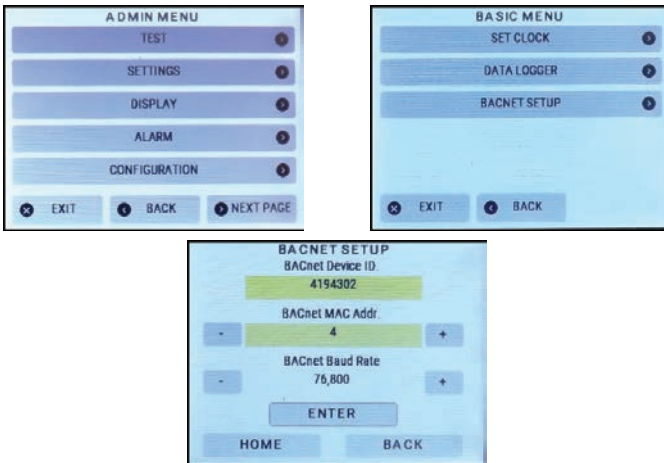 ADMIN MENU
TEST
SETTINGS
DISPLAY
ALARM
CONFIGURATION
EXIT BACK NEXT PAGE
BASIC MENU
SET CLOCK
DATA LOGGER
BACNET SETUP
EXIT BACK
BACNET SETUP
BACnet Device ID.
4194302
BACnet MAC Addr.
- 4 +
BACnet Baud Rate
- 76,800 +
ENTER
HOME BACK